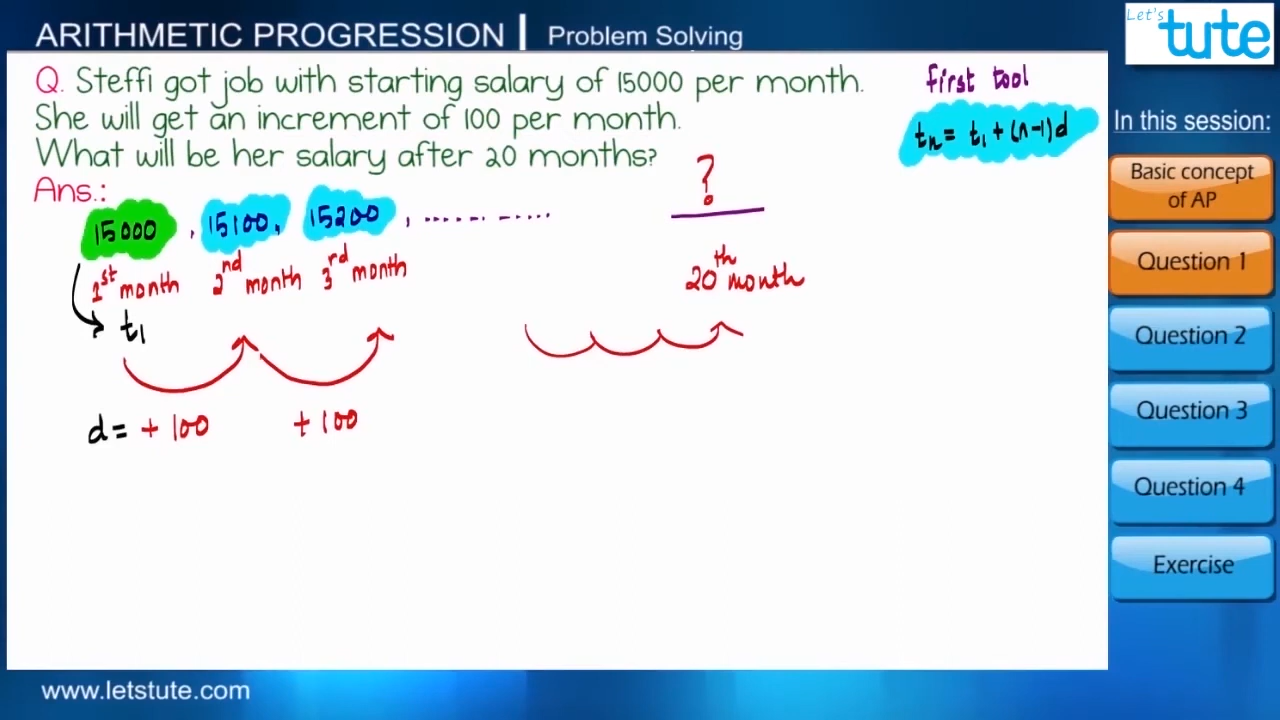 ARITHMETIC PROGRESSION | Problem Solving
Let's tute
Q. Steffi got job with starting salary of 15000 per month.
She will get an increment of 100 per month.
What will be her salary after 20 months?
Ans.:
first tool
tn = t1 + (n-1)d
15000, 15100, 15200, ............ ?
1st month 2nd month 3rd month 20th month
t1
d = + 100 + 100
In this session:
Basic concept
of AP
Question 1
Question 2
Question 3
Question 4
Exercise
www.letstute.com